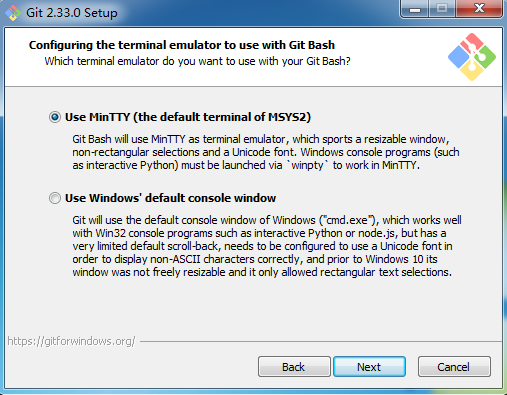 Git 2.33.0 Setup
Configuring the terminal emulator to use with Git Bash
Which terminal emulator do you want to use with your Git Bash?
Use MinTTY (the default terminal of MSYS2)
Git Bash will use MinTTY as terminal emulator, which sports a resizable window,
non-rectangular selections and a Unicode font. Windows console programs (such
as interactive Python) must be launched via `winpty` to work in MinTTY.
Use Windows' default console window
Git will use the default console window of Windows ("cmd.exe"), which works well
with Win32 console programs such as interactive Python or node.js, but has a
very limited default scroll-back, needs to be configured to use a Unicode font in
order to display non-ASCII characters correctly, and prior to Windows 10 its
window was not freely resizable and it only allowed rectangular text selections.
https://gitforwindows.org/
Back
Next
Cancel